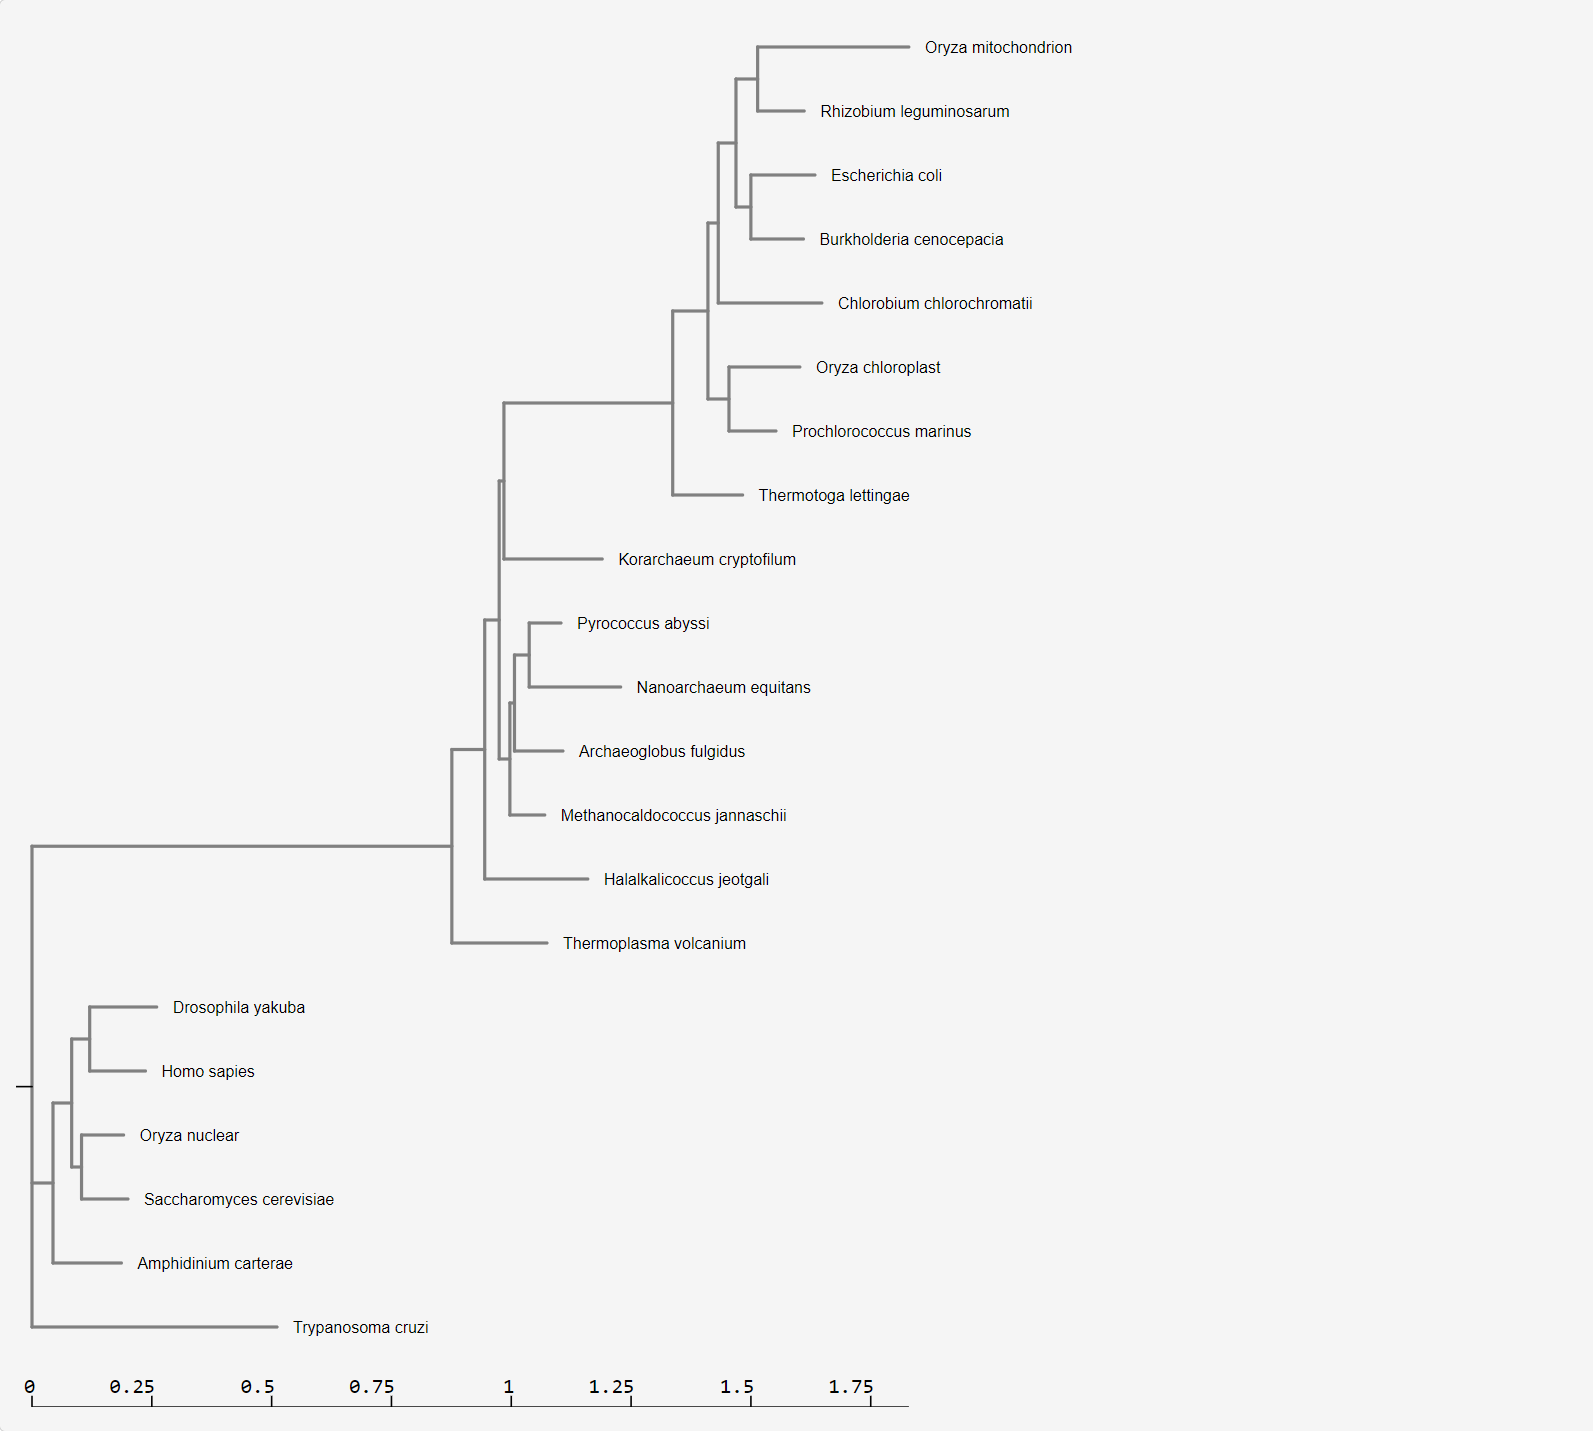 Oryza mitochondrion
Rhizobium leguminosarum
Escherichia coli
Burkholderia cenocepacia
Chlorobium chlorochromatii
Oryza chloroplast
Prochlorococcus marinus
Thermotoga lettingae
Korarchaeum cryptofilum
Pyrococcus abyssi
Nanoarchaeum equitans
Archaeoglobus fulgidus
Methanocaldococcus jannaschii
Halalkalicoccus jeotgali
Thermoplasma volcanium
Drosophila yakuba
Homo sapies
Oryza nuclear
Saccharomyces cerevisiae
Amphidinium carterae
Trypanosoma cruzi
0 0.25 0.5 0.75 1 1.25 1.5 1.75